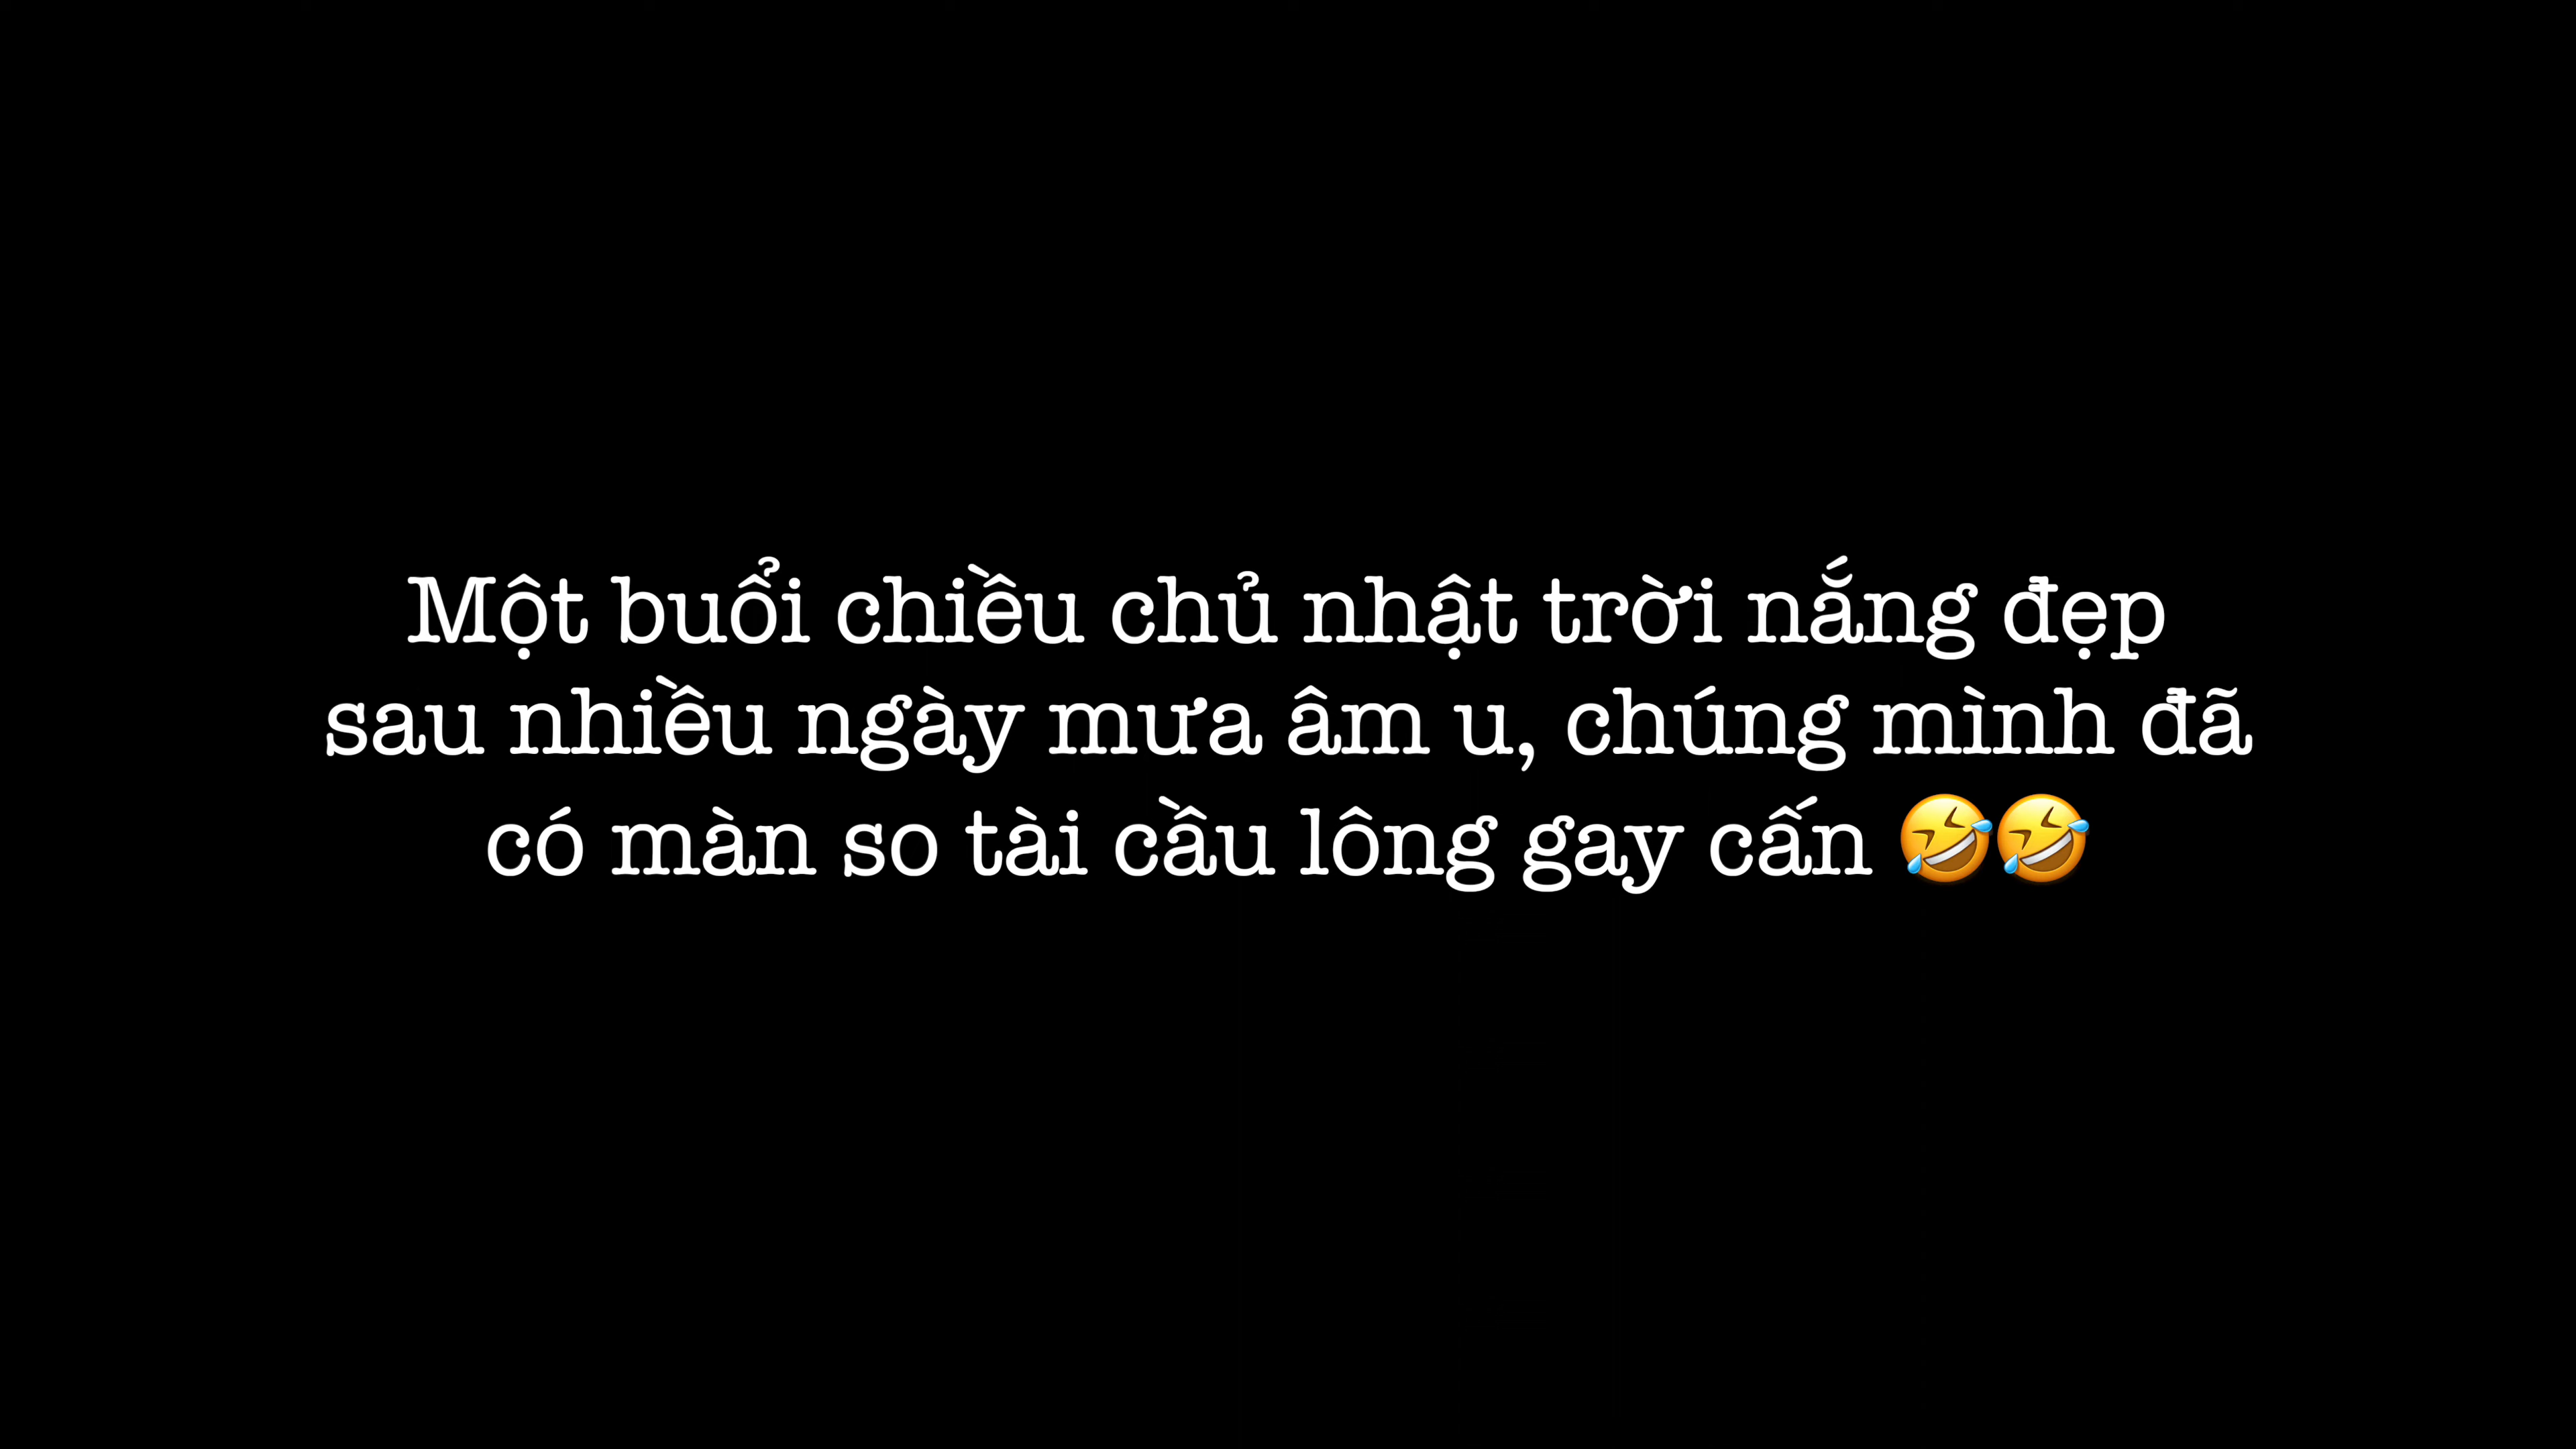 Một buổi chiều chủ nhật trời nắng đẹp
sau nhiều ngày mưa âm u, chúng mình đã
có màn so tài cầu lông gay cấn 🤣🤣